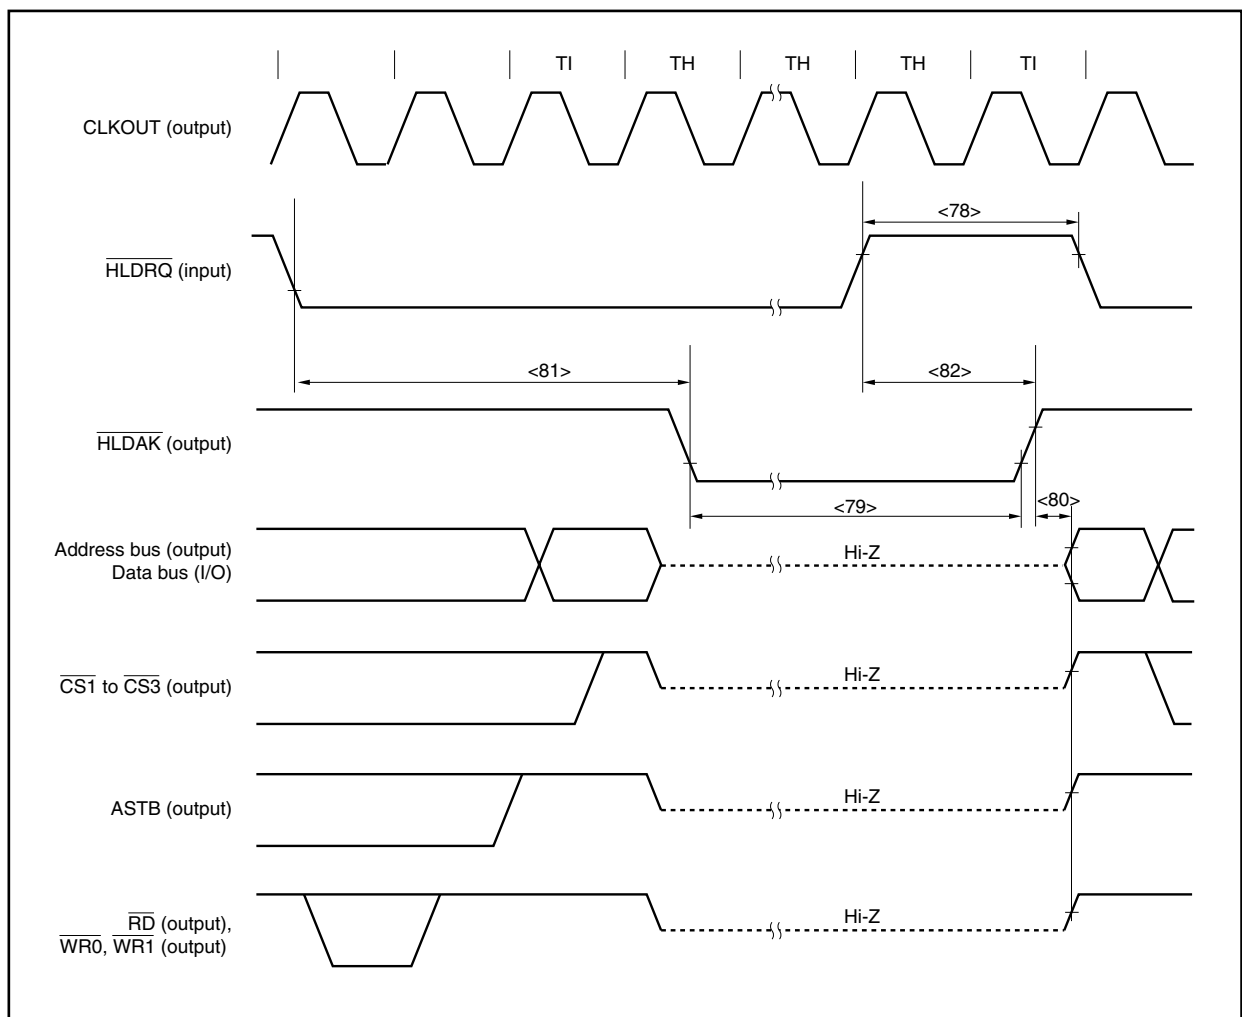 TI TH TH TH TI
CLKOUT (output)
<78>
HLDRQ (input)
<81> <82>
HLDAK (output)
<79> <80>
Address bus (output)
Data bus (I/O)
Hi-Z
CS1 to CS3 (output)
Hi-Z
ASTB (output)
Hi-Z
RD (output),
WR0, WR1 (output)
Hi-Z